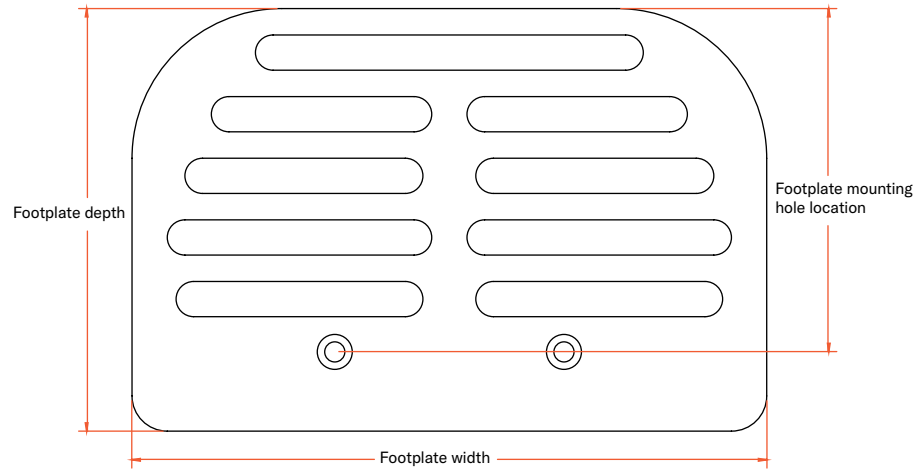 Footplate depth
Footplate mounting
hole location
Footplate width